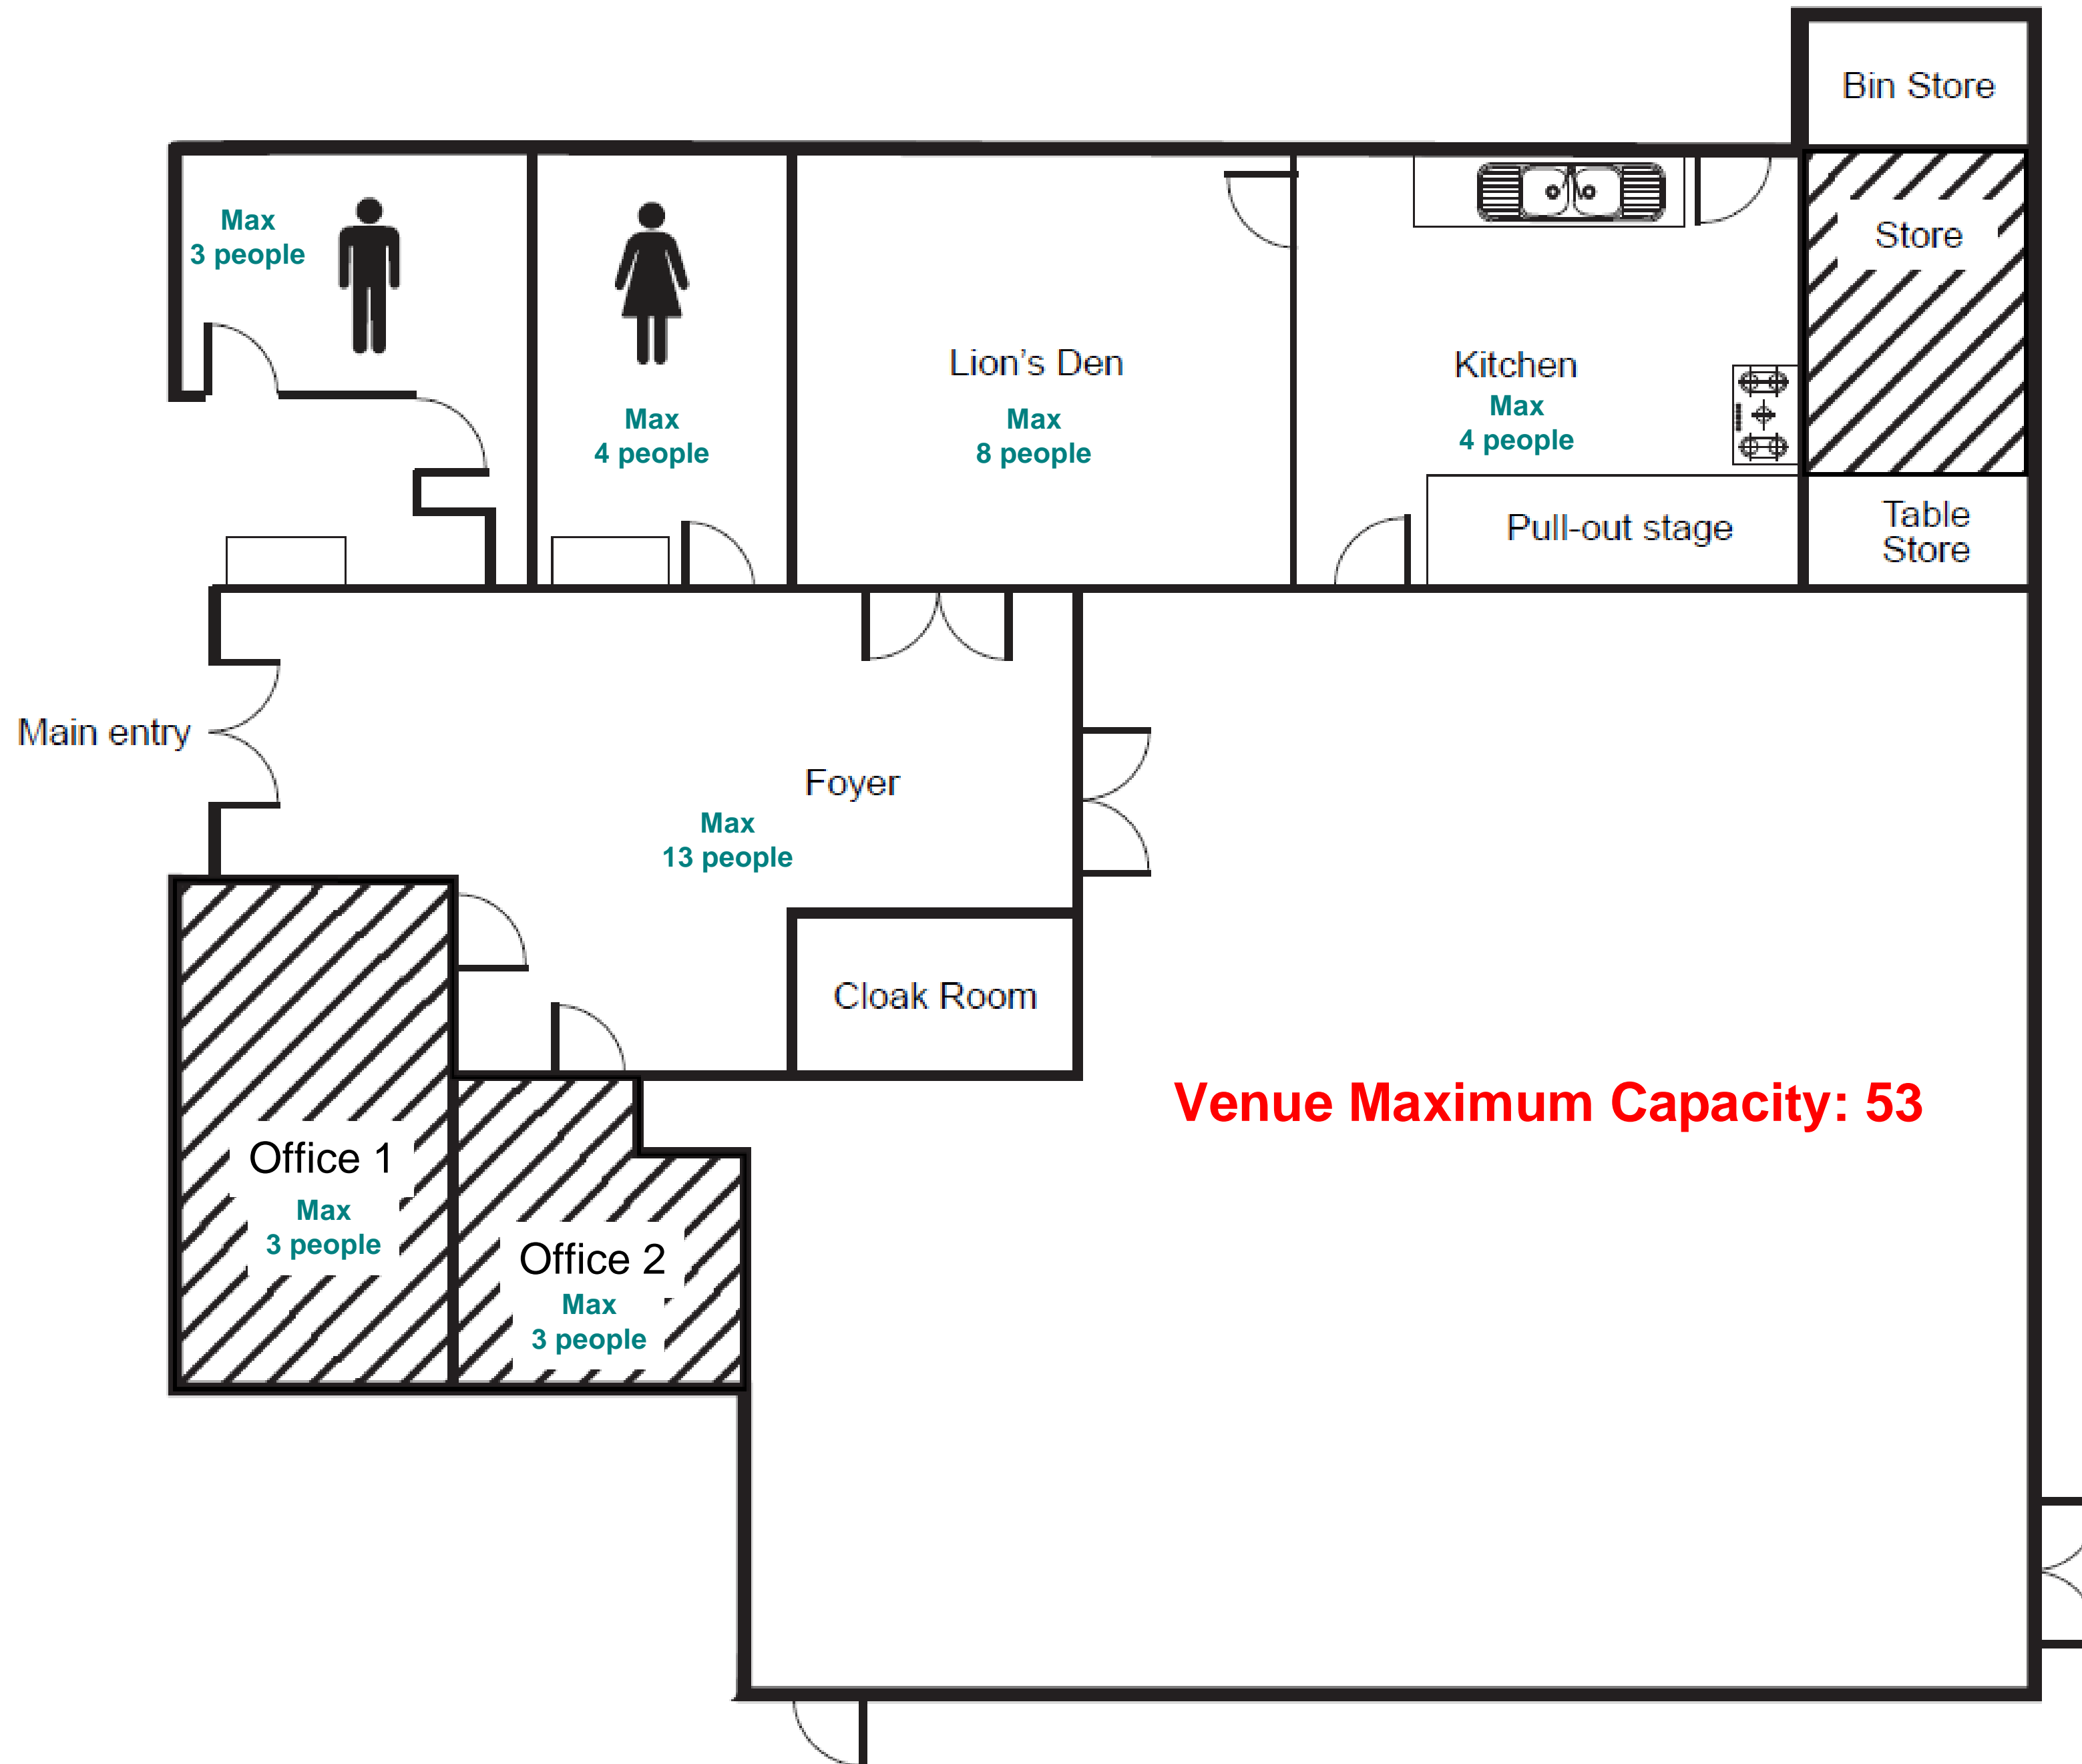 Bin Store
Max
3 people
Store
Lion's Den
Max
8 people
Kitchen
Max
4 people
Max
4 people
Pull-out stage
Table
Store
Main entry
Foyer
Max
13 people
Cloak Room
Venue Maximum Capacity: 53
Office 1
Max
3 people
Office 2
Max
3 people